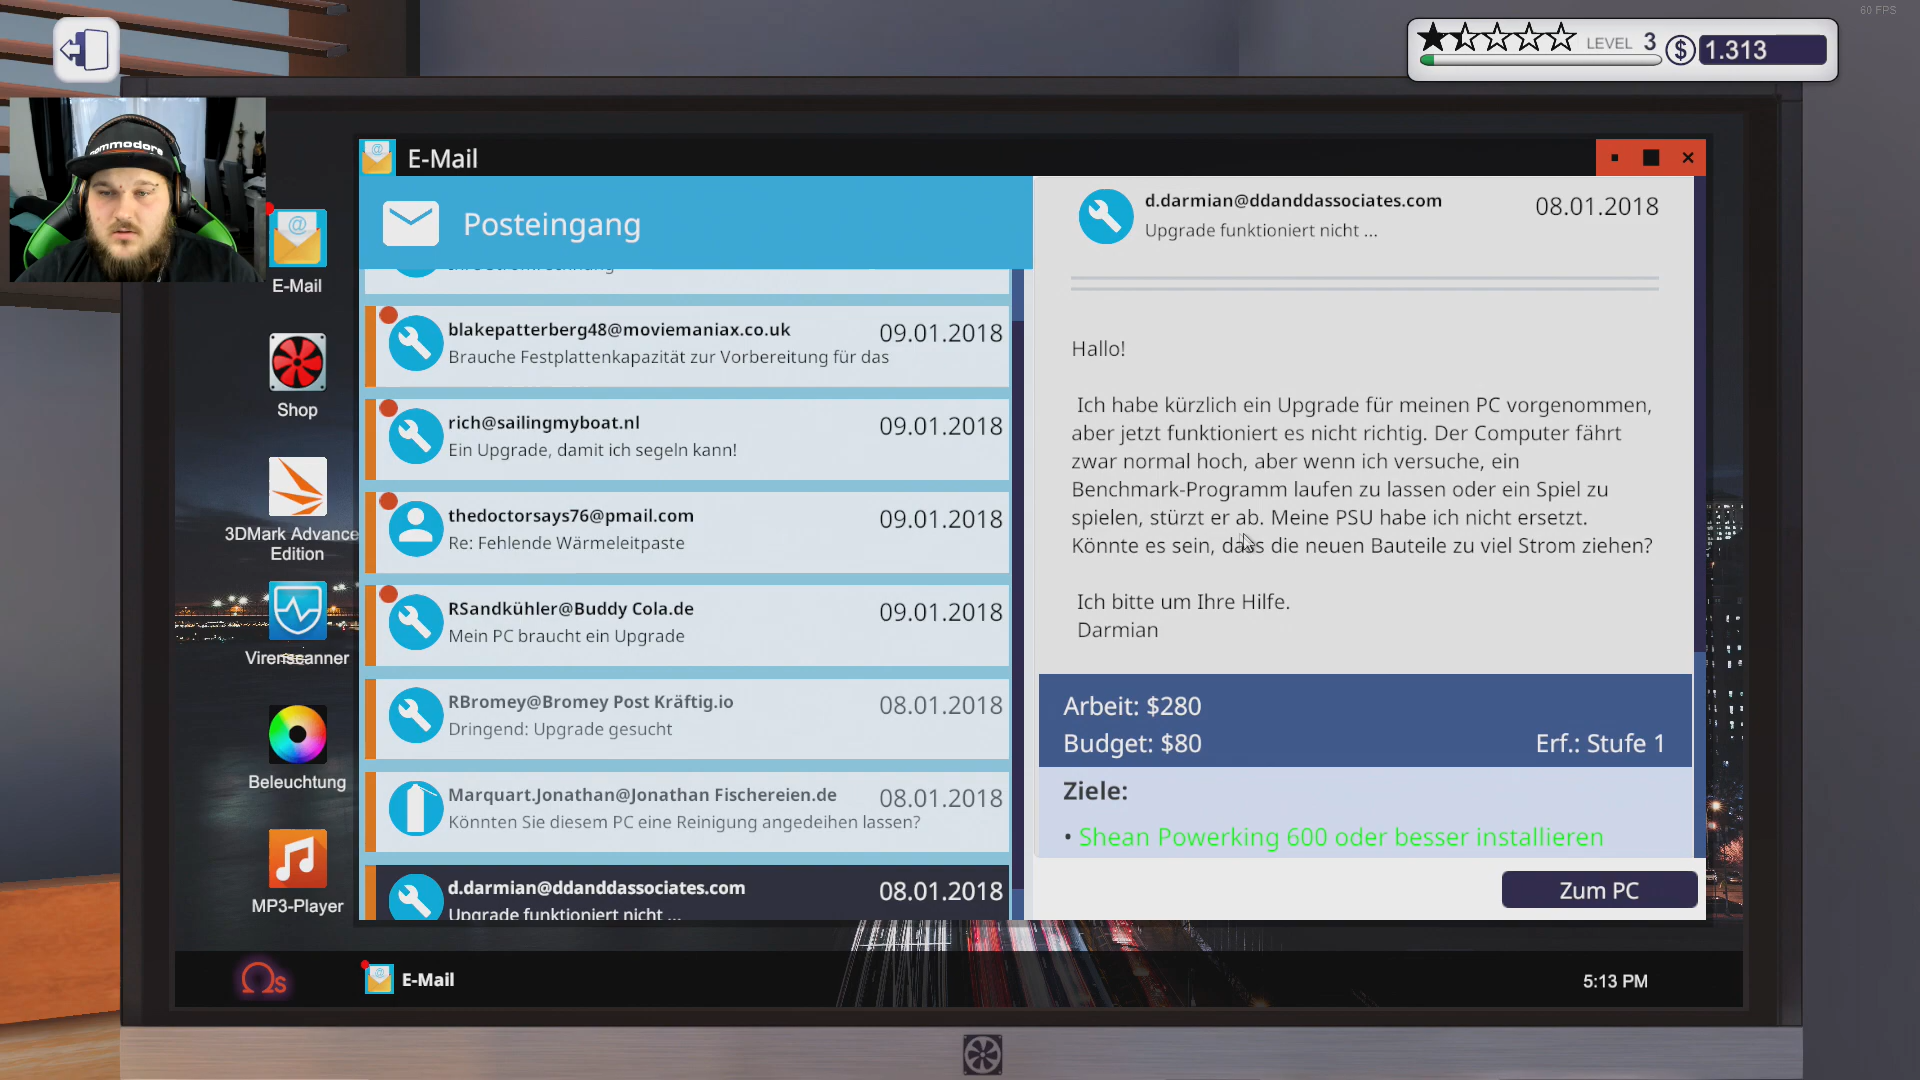 60 FPS
LEVEL 3
$ 1.313
commodore
E-Mail
Posteingang
blakepatterberg48@moviemaniax.co.uk
09.01.2018
Brauche Festplattenkapazität zur Vorbereitung für das
rich@sailingmyboat.nl
09.01.2018
Ein Upgrade, damit ich segeln kann!
thedoctorsays76@pmail.com
09.01.2018
Re: Fehlende Wärmeleitpaste
RSandkühler@Buddy Cola.de
09.01.2018
Mein PC braucht ein Upgrade
RBromey@Bromey Post Kräftig.io
08.01.2018
Dringend: Upgrade gesucht
Marquart.Jonathan@Jonathan Fischereien.de
08.01.2018
Könnten Sie diesem PC eine Reinigung angedeihen lassen?
d.darmian@ddanddassociates.com
08.01.2018
Upgrade funktioniert nicht ...
d.darmian@ddanddassociates.com
08.01.2018
Upgrade funktioniert nicht ...
Hallo!
Ich habe kürzlich ein Upgrade für meinen PC vorgenommen,
aber jetzt funktioniert es nicht richtig. Der Computer fährt
zwar normal hoch, aber wenn ich versuche, ein
Benchmark-Programm laufen zu lassen oder ein Spiel zu
spielen, stürzt er ab. Meine PSU habe ich nicht ersetzt.
Könnte es sein, dass die neuen Bauteile zu viel Strom ziehen?
Ich bitte um Ihre Hilfe.
Darmian
Arbeit: $280
Budget: $80
Erf.: Stufe 1
Ziele:
• Shean Powerking 600 oder besser installieren
Zum PC
E-Mail
Shop
3DMark Advance
Edition
Virenscanner
Beleuchtung
MP3-Player
Ωs
E-Mail
5:13 PM